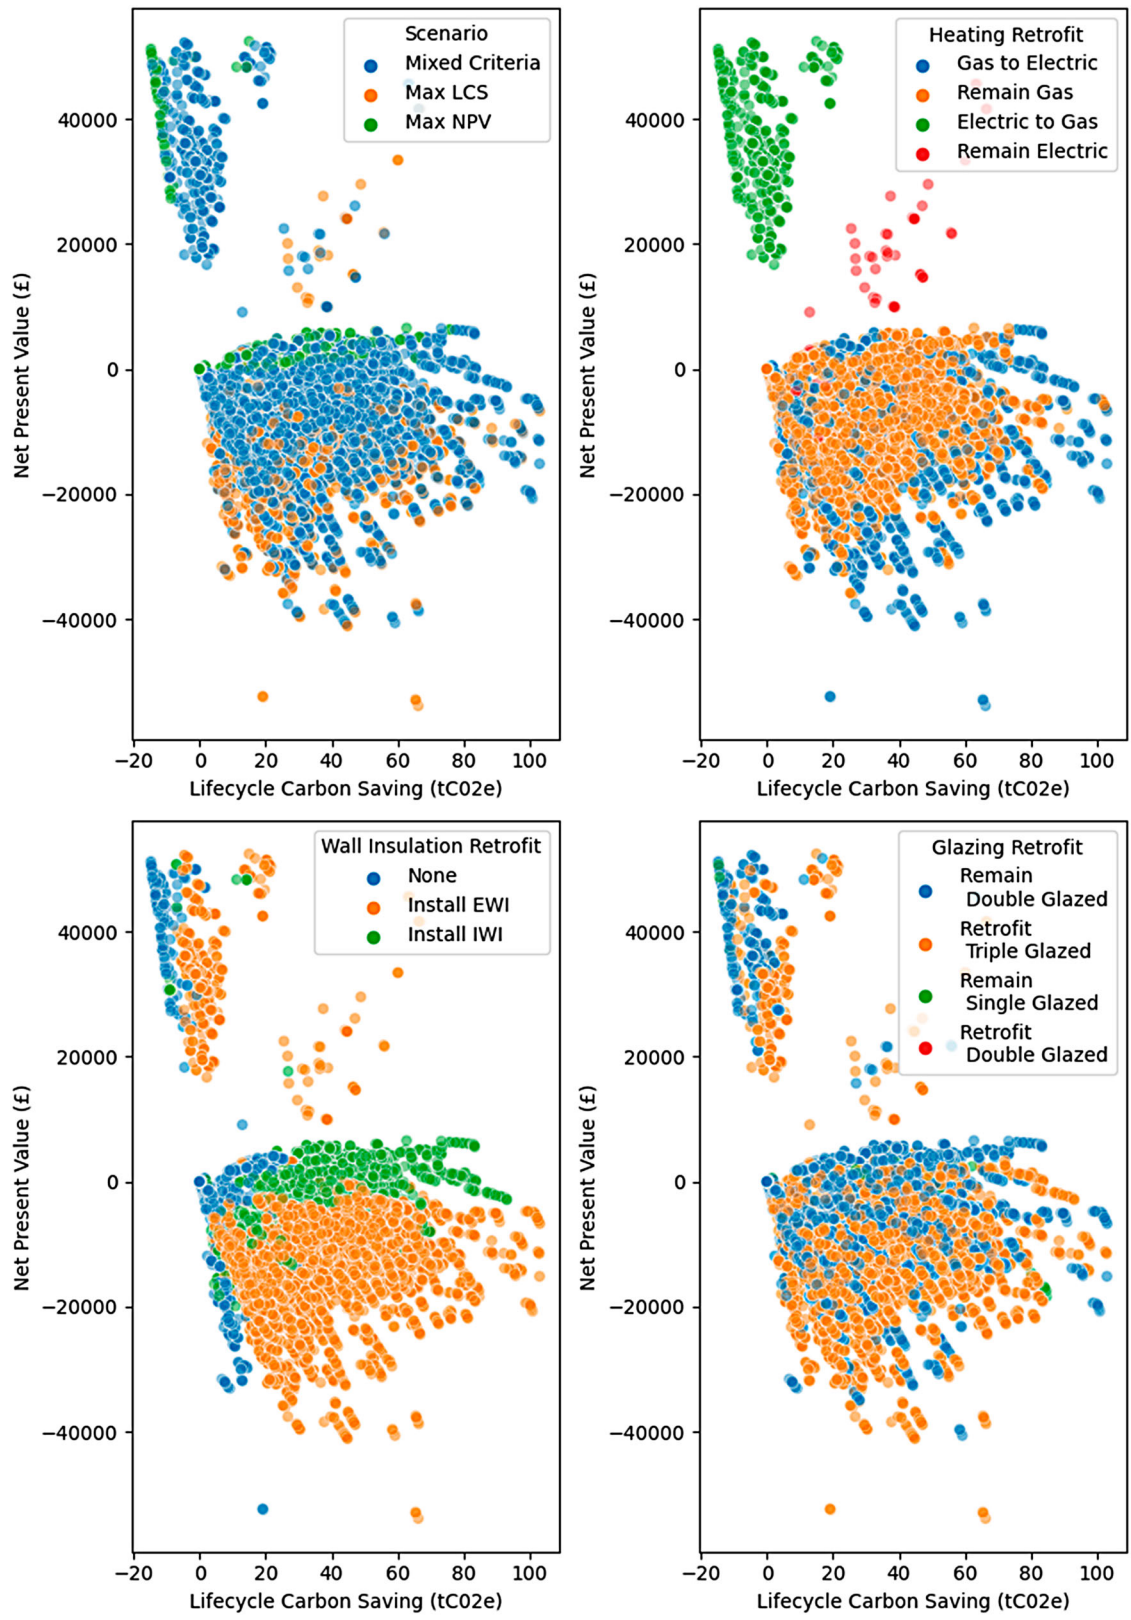 Scenario
Mixed Criteria
Max LCS
Max NPV
40000
20000
0
−20000
−40000
Net Present Value (£)
−20 0 20 40 60 80 100
Lifecycle Carbon Saving (tC02e)
Heating Retrofit
Gas to Electric
Remain Gas
Electric to Gas
Remain Electric
40000
20000
0
−20000
−40000
Net Present Value (£)
−20 0 20 40 60 80 100
Lifecycle Carbon Saving (tC02e)
Wall Insulation Retrofit
None
Install EWI
Install IWI
40000
20000
0
−20000
−40000
Net Present Value (£)
−20 0 20 40 60 80 100
Lifecycle Carbon Saving (tC02e)
Glazing Retrofit
Remain
Double Glazed
Retrofit
Triple Glazed
Remain
Single Glazed
Retrofit
Double Glazed
40000
20000
0
−20000
−40000
Net Present Value (£)
−20 0 20 40 60 80 100
Lifecycle Carbon Saving (tC02e)